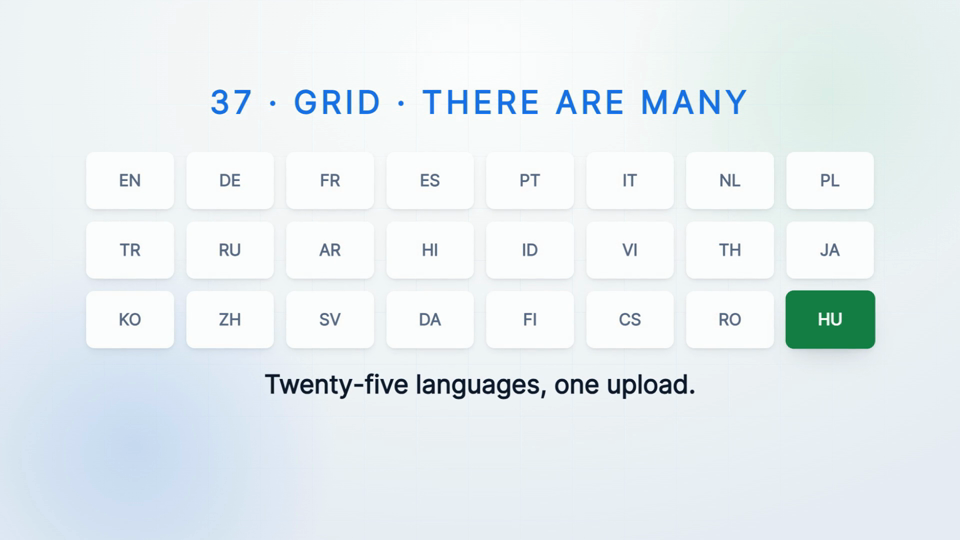 37 · GRID · THERE ARE MANY
EN DE FR ES PT IT NL PL
TR RU AR HI ID VI TH JA
KO ZH SV DA FI CS RO HU
Twenty-five languages, one upload.